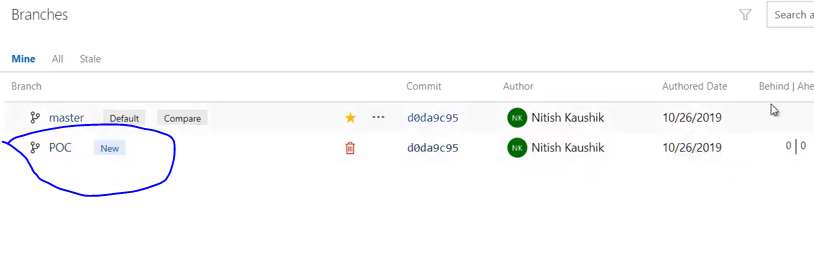 Branches
Search a
Mine All Stale
Branch Commit Author Authored Date Behind | Ahe
master Default Compare d0da9c95 NK Nitish Kaushik 10/26/2019
POC New d0da9c95 NK Nitish Kaushik 10/26/2019 0 | 0